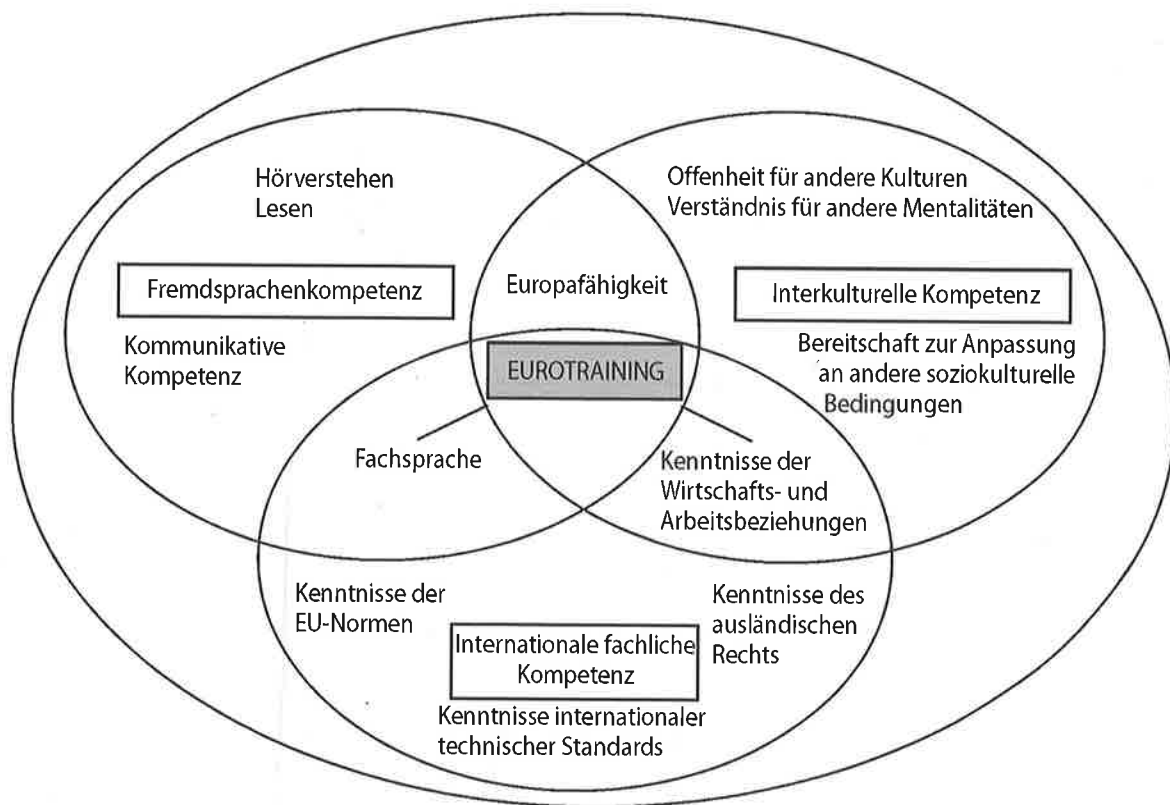 Hörverstehen
Lesen
Offenheit für andere Kulturen
Verständnis für andere Mentalitäten
Fremdsprachenkompetenz
Europafähigkeit
Interkulturelle Kompetenz
Kommunikative
Kompetenz
Bereitschaft zur Anpassung
an andere soziokulturelle
Bedingungen
EUROTRAINING
Fachsprache
Kenntnisse der
Wirtschafts- und
Arbeitsbeziehungen
Kenntnisse der
EU-Normen
Kenntnisse des
ausländischen
Rechts
Internationale fachliche
Kompetenz
Kenntnisse internationaler
technischer Standards